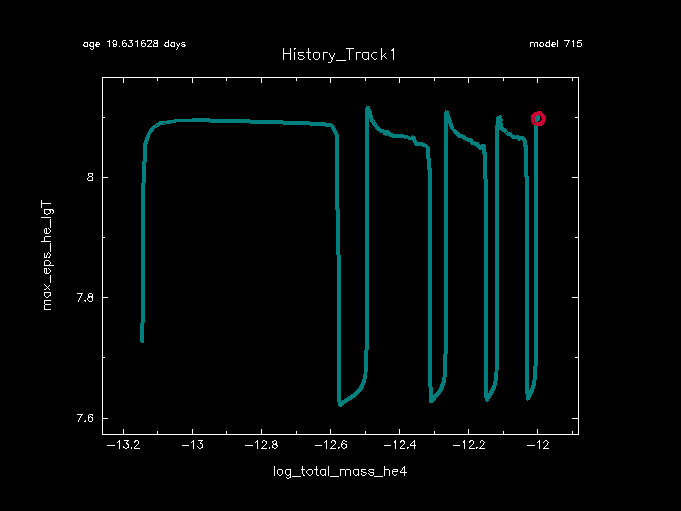 age 19.631628 days
model 715
History_Track1
max_eps_he_lgT
8
7.8
7.6
-13.2
-13
-12.8
-12.6
-12.4
-12.2
-12
log_total_mass_he4